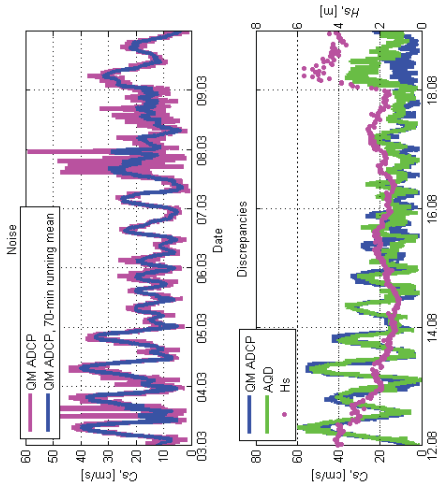 Noise
QM ADCP
QM ADCP, 70-min running mean
Cs, [cm/s]
60
50
40
30
20
10
0
03.03 04.03 05.03 06.03 07.03 08.03 09.03
Date
Discrepancies
QM ADCP
AQD
Hs
Cs, [cm/s]
80
60
40
20
0
12.08 14.08 16.08 18.08
Hs, [m]
6
4
2
0